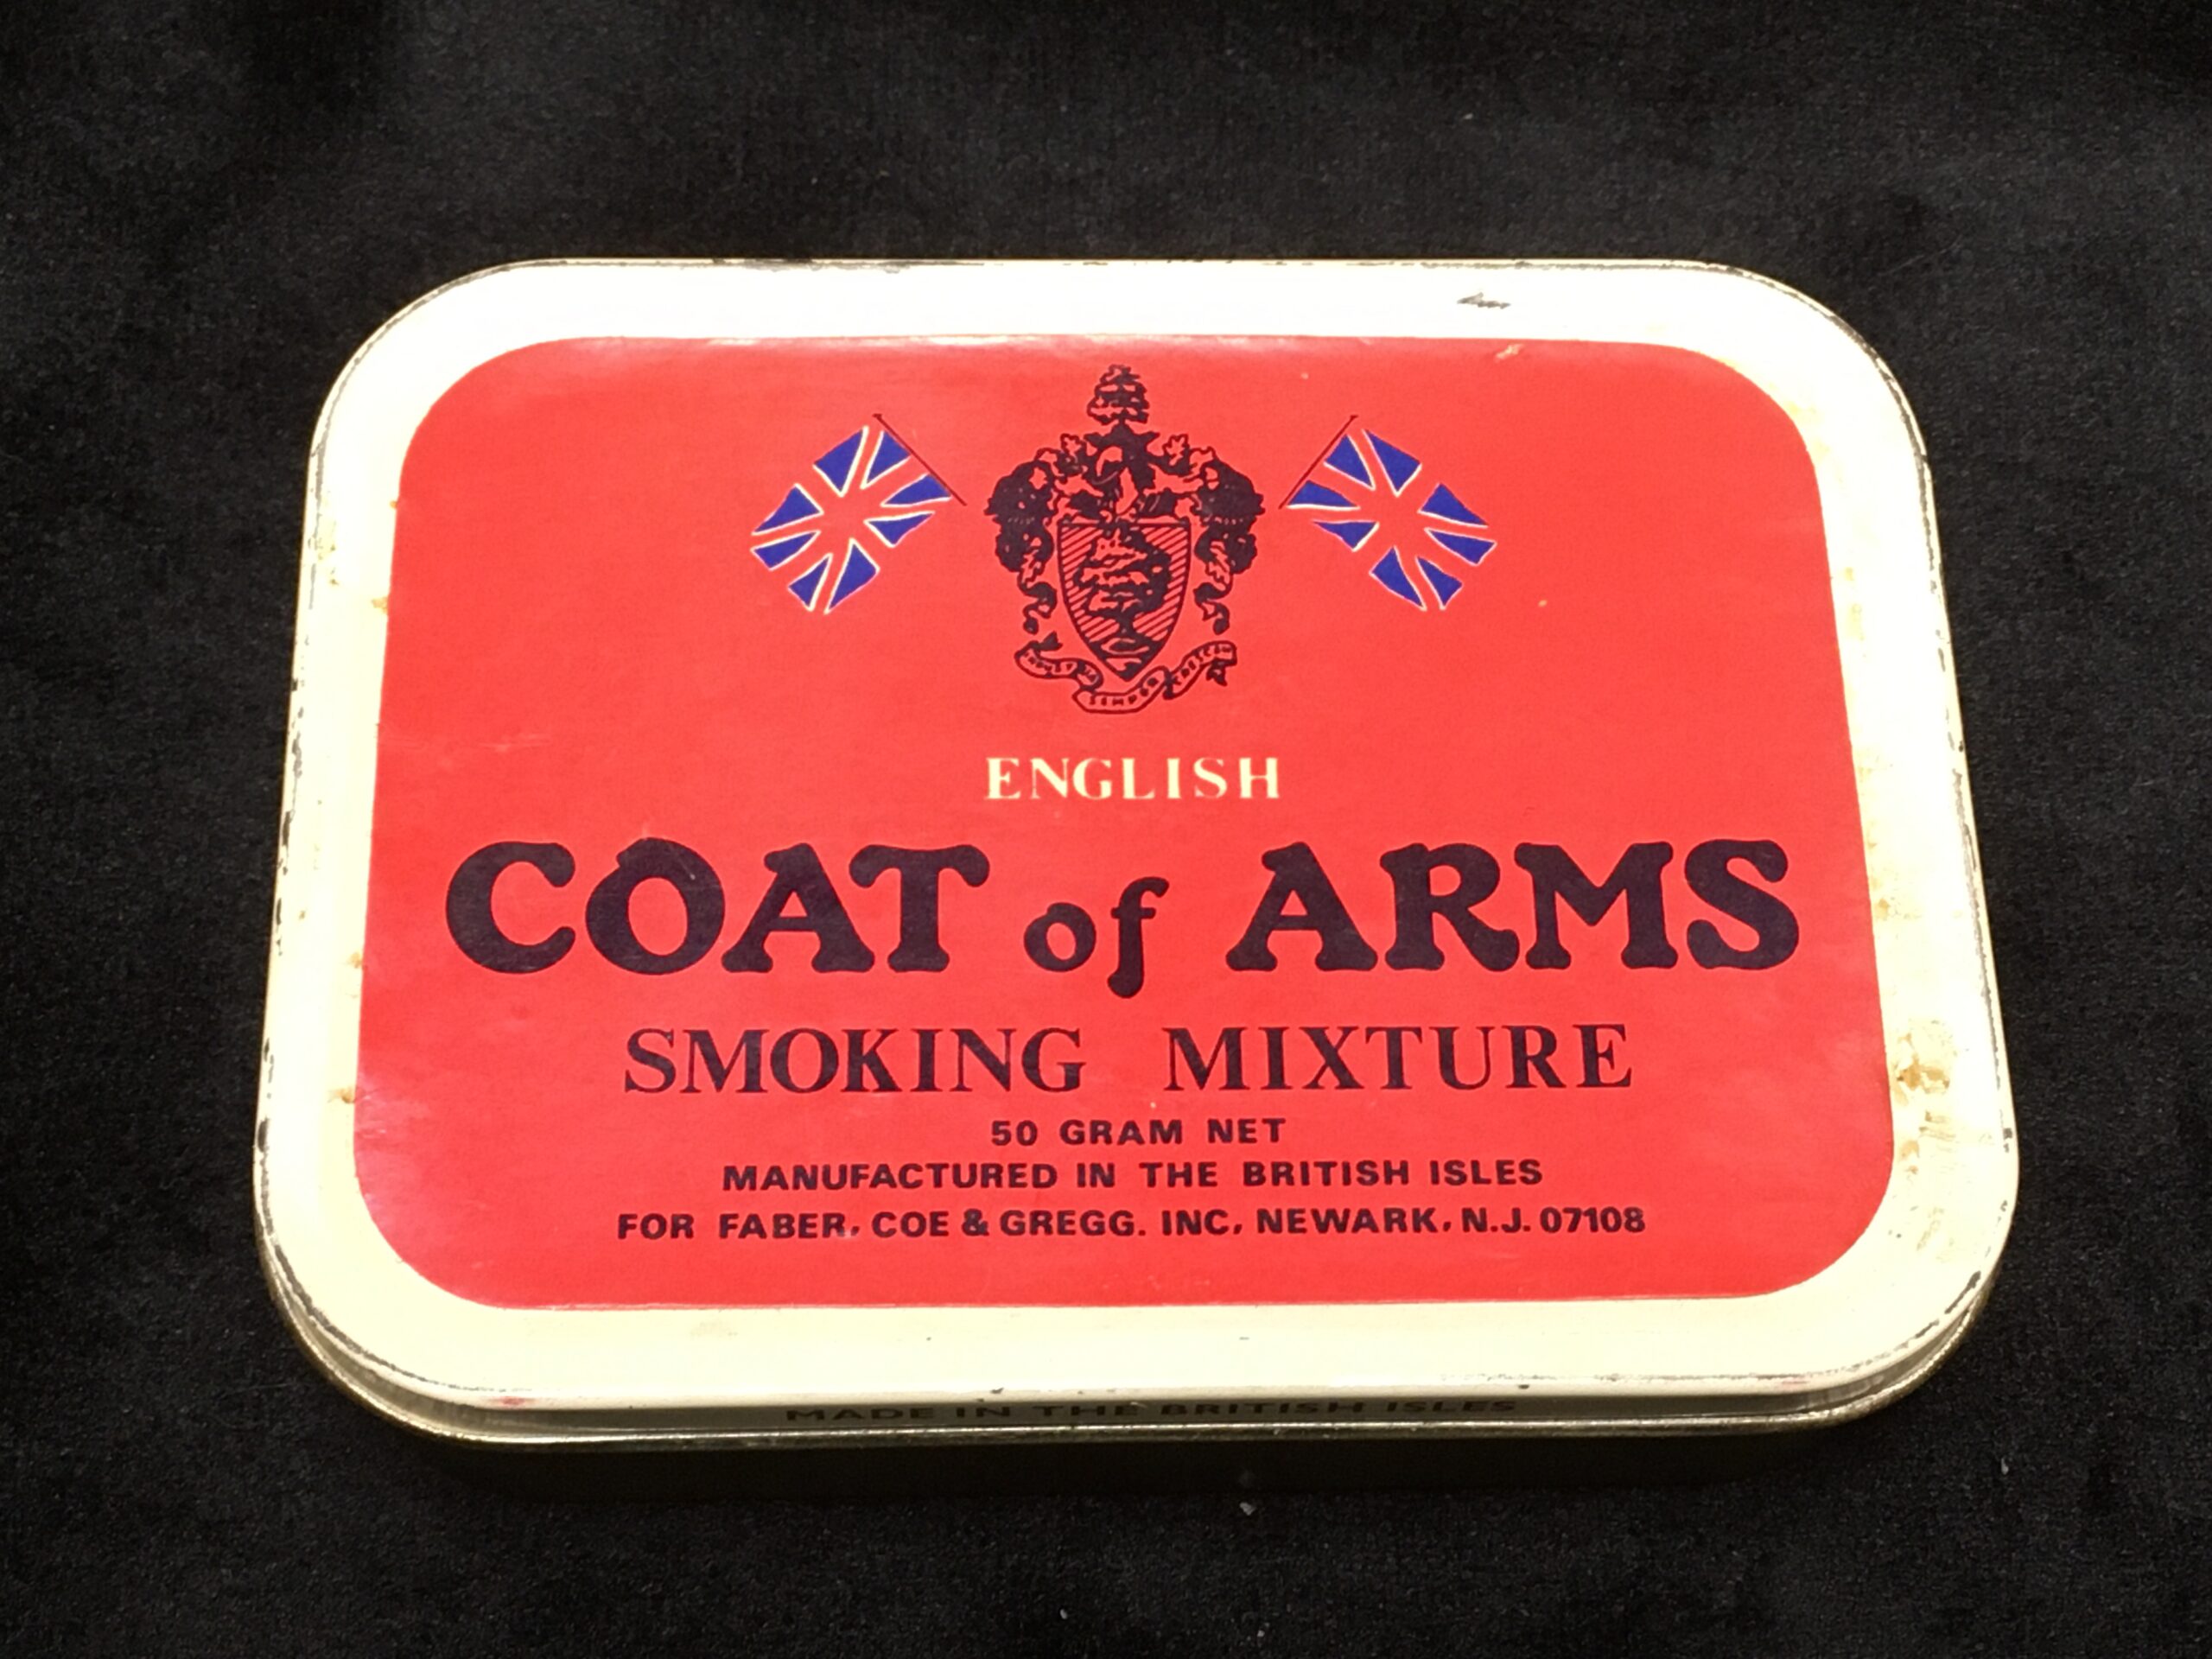 SEMPER
ENGLISH
COAT of ARMS
SMOKING MIXTURE
50 GRAM NET
MANUFACTURED IN THE BRITISH ISLES
FOR FABER, COE & GREGG. INC, NEWARK, N.J. 07108
MADE IN THE BRITISH ISLES